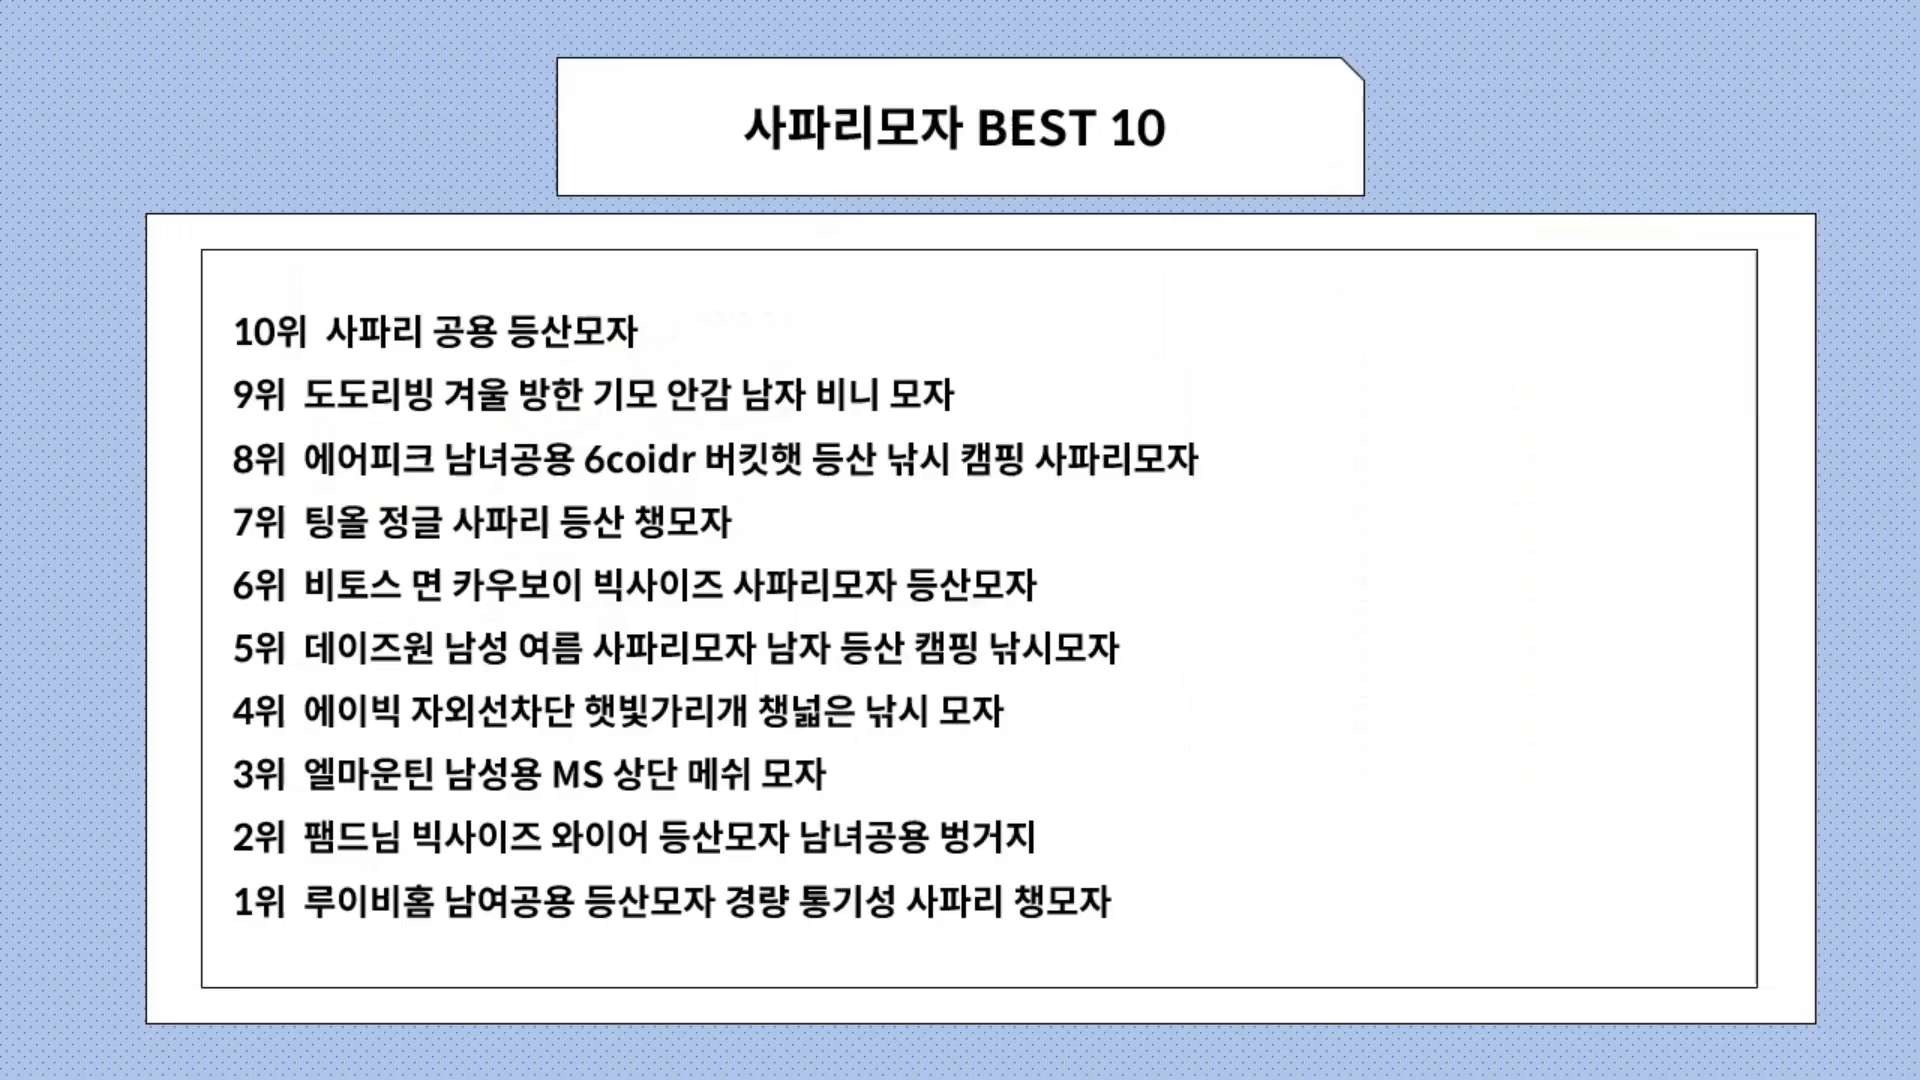 사파리모자 BEST 10
10위 사파리 공용 등산모자
9위 도도리빙 겨울 방한 기모 안감 남자 비니 모자
8위 에어피크 남녀공용 6coidr 버킷햇 등산 낚시 캠핑 사파리모자
7위 팅올 정글 사파리 등산 챙모자
6위 비토스 면 카우보이 빅사이즈 사파리모자 등산모자
5위 데이즈원 남성 여름 사파리모자 남자 등산 캠핑 낚시모자
4위 에이빅 자외선차단 햇빛가리개 챙넓은 낚시 모자
3위 엘마운틴 남성용 MS 상단 메쉬 모자
2위 팸드님 빅사이즈 와이어 등산모자 남녀공용 벙거지
1위 루이비홈 남여공용 등산모자 경량 통기성 사파리 챙모자